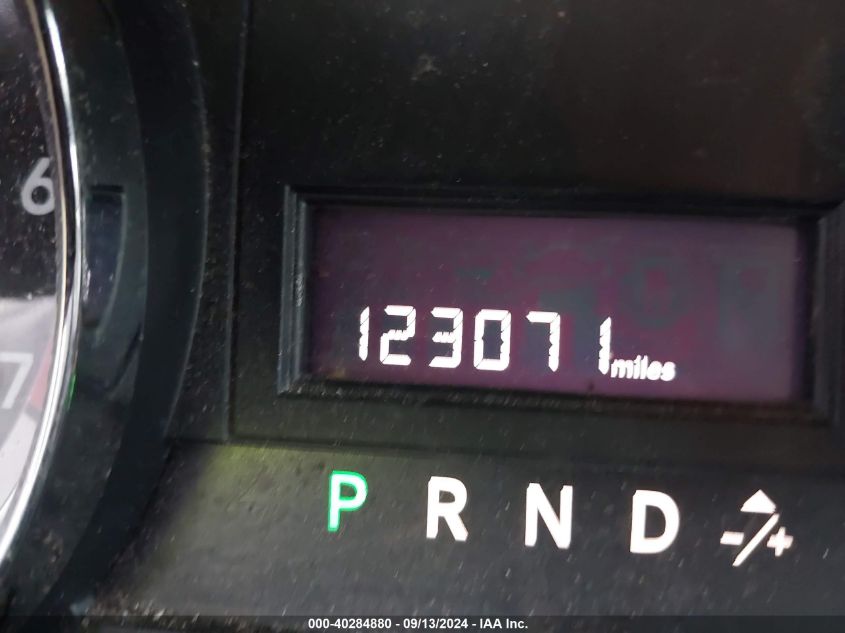 6
7
123071 miles
P R N D -/+
000-40284880 - 09/13/2024 - IAA Inc.